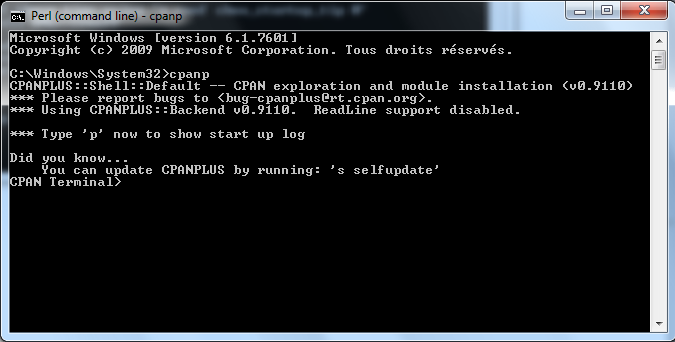 Perl (command line) - cpanp
Microsoft Windows [version 6.1.7601]
Copyright (c) 2009 Microsoft Corporation. Tous droits réservés.
C:\Windows\System32>cpanp
CPANPLUS::Shell::Default -- CPAN exploration and module installation (v0.9110)
*** Please report bugs to <bug-cpanplus@rt.cpan.org>.
*** Using CPANPLUS::Backend v0.9110.  ReadLine support disabled.
*** Type 'p' now to show start up log
Did you know...
    You can update CPANPLUS by running: 's selfupdate'
CPAN Terminal>